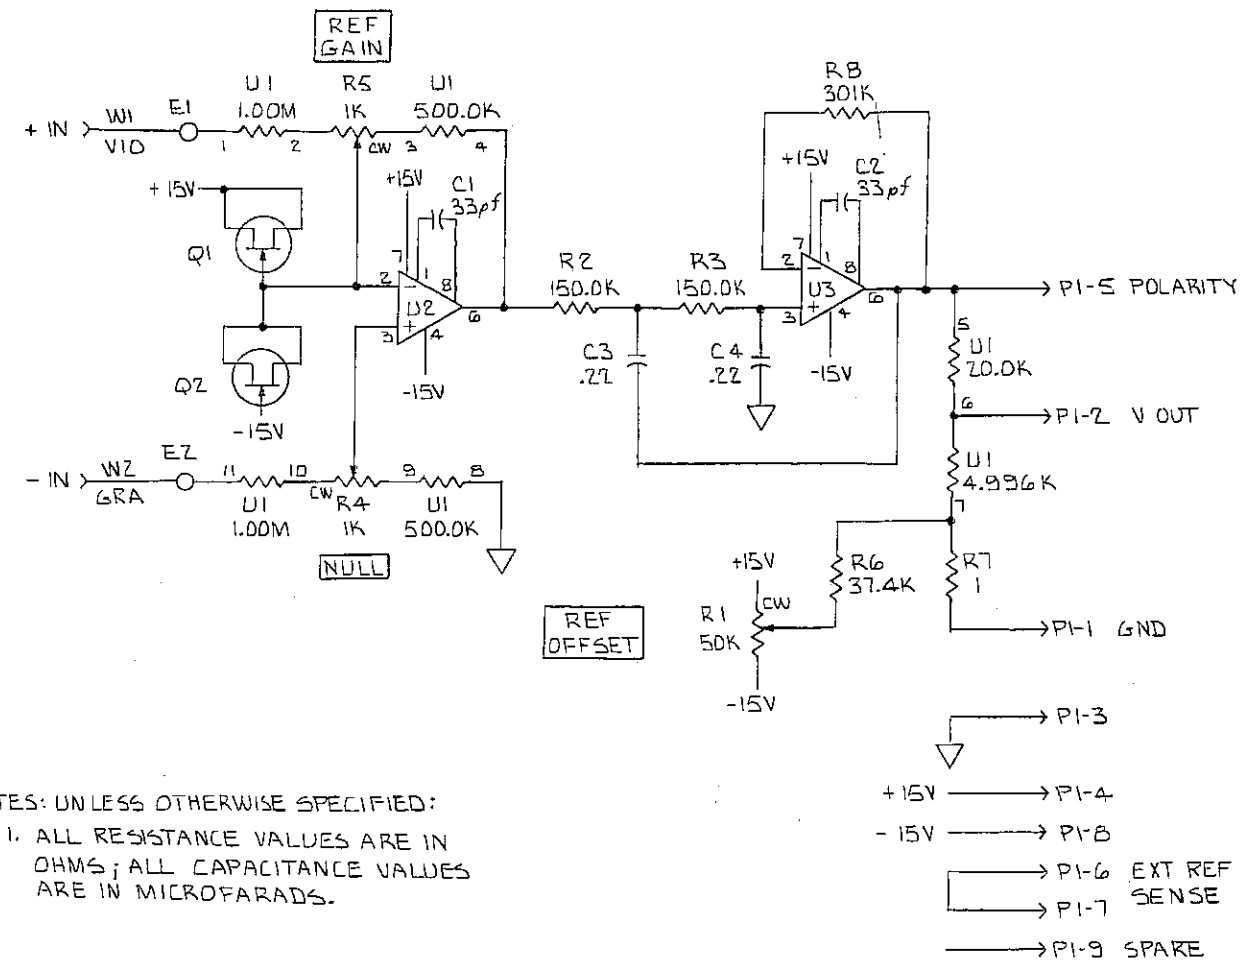 REF
GAIN
U1
1.00M
R5
1K
U1
500.0K
R8
301K
+ IN
W1
VIO
E1
1
2
CW
3
4
+15V
C1
33pf
+15V
C2
33pf
+15V
Q1
7
1
8
2
−
U2
+
3
4
6
-15V
R2
150.0K
R3
150.0K
7
1
8
2
−
U3
+
3
4
6
-15V
P1-5 POLARITY
C3
.22
C4
.22
5
U1
20.0K
6
P1-2 V OUT
Q2
-15V
- IN
W2
GRA
E2
11
10
CW
9
8
U1
1.00M
R4
1K
U1
500.0K
NULL
U1
4.996K
7
+15V
R6
37.4K
R7
1
REF
OFFSET
R1
50K
CW
-15V
P1-1 GND
P1-3
+15V
P1-4
-15V
P1-8
P1-6 EXT REF
SENSE
P1-7
P1-9 SPARE
TES: UNLESS OTHERWISE SPECIFIED:
1. ALL RESISTANCE VALUES ARE IN
OHMS; ALL CAPACITANCE VALUES
ARE IN MICROFARADS.